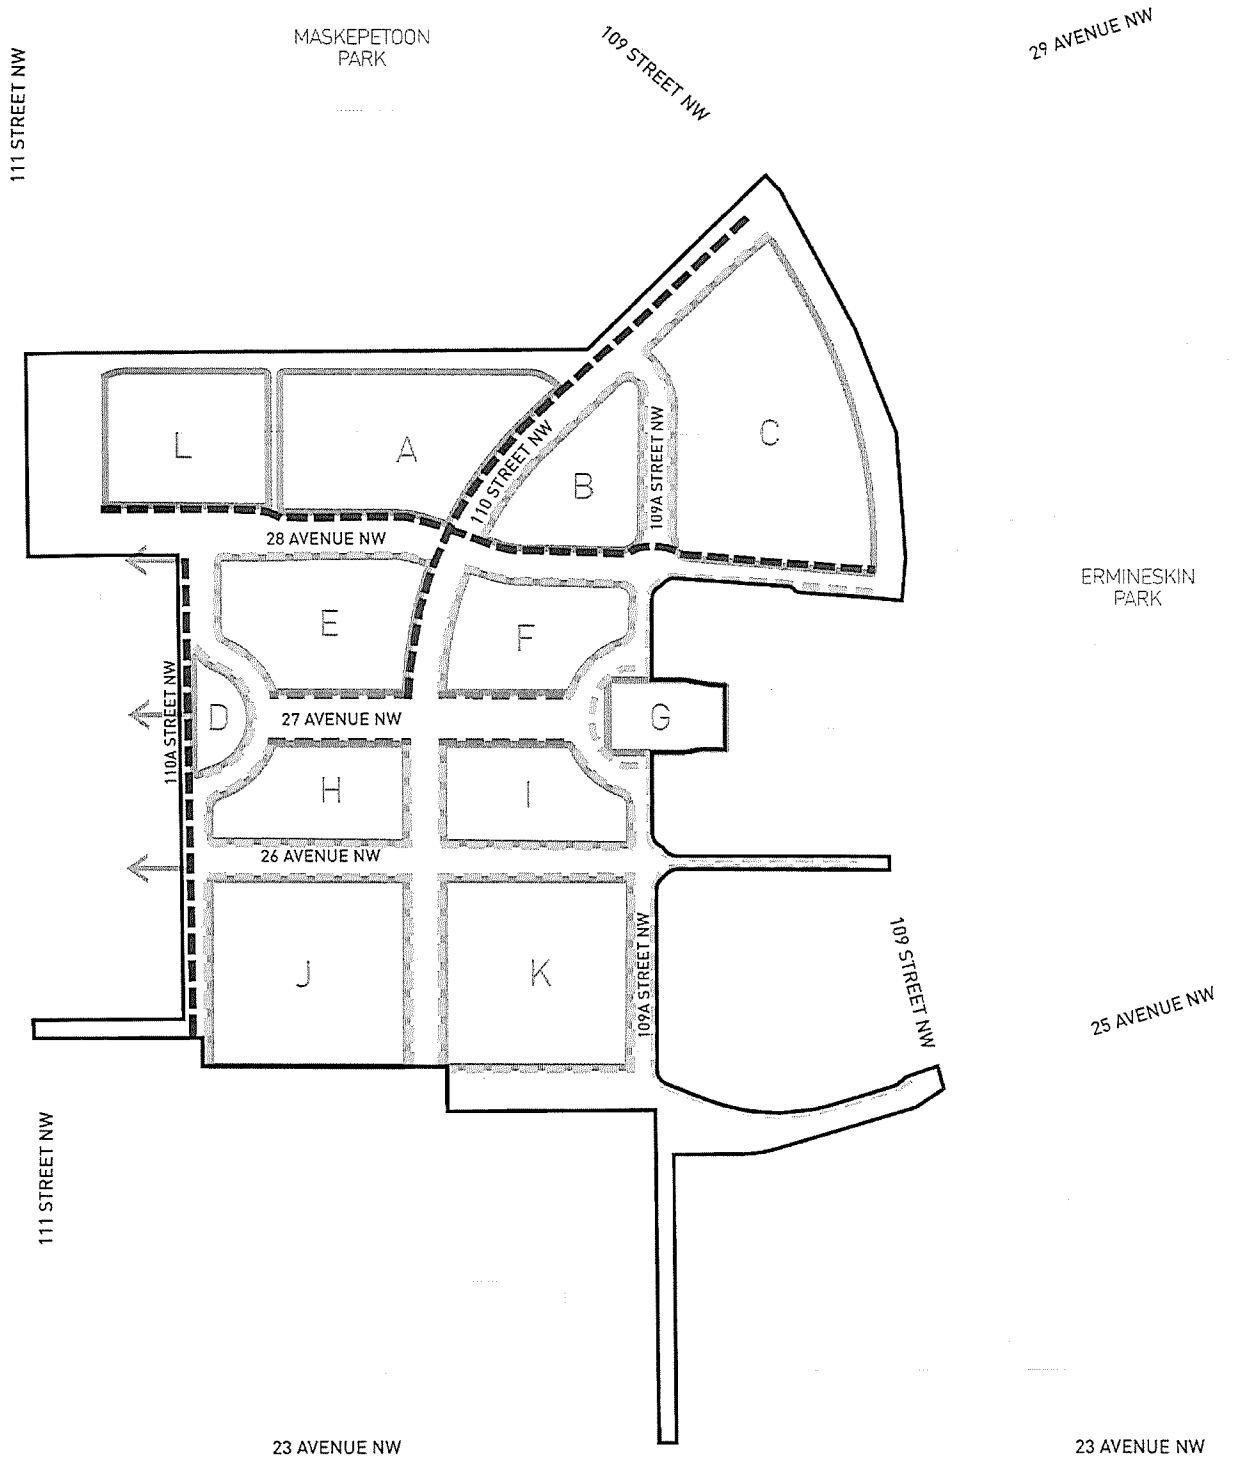 MASKEPETOON
PARK
109 STREET NW
29 AVENUE NW
111 STREET NW
L
A
B
C
110 STREET NW
109A STREET NW
28 AVENUE NW
ERMINESKIN
PARK
E
F
110A STREET NW
D
27 AVENUE NW
G
H
I
26 AVENUE NW
J
K
109A STREET NW
109 STREET NW
25 AVENUE NW
111 STREET NW
23 AVENUE NW
23 AVENUE NW